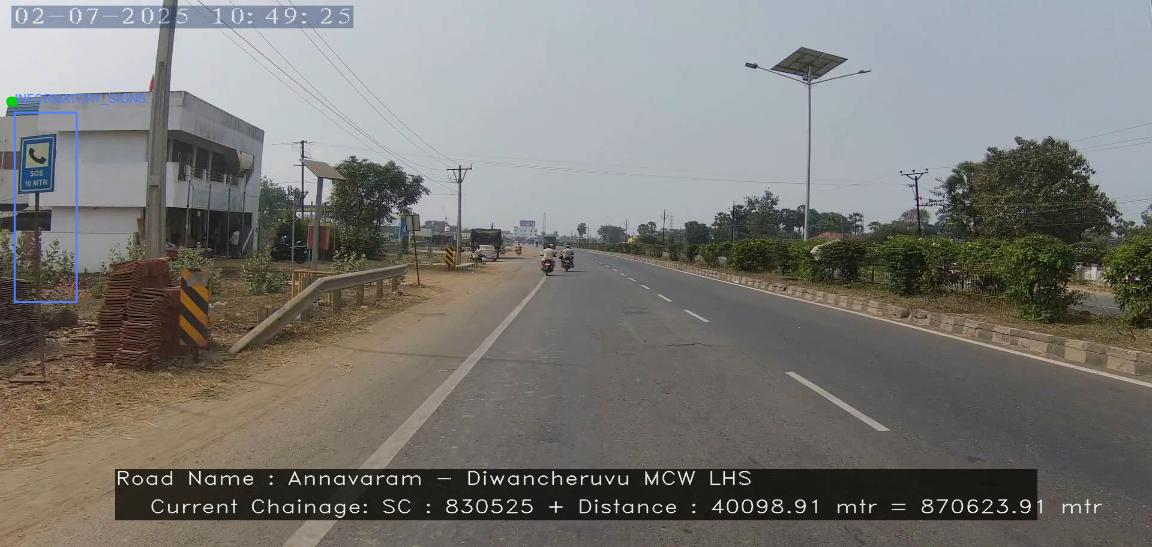 02-07-2025 10:49:25
INFORMATORY_SIGNS
SOS
10 MTR
Road Name : Annavaram - Diwancheruvu MCW LHS
Current Chainage: SC : 830525 + Distance : 40098.91 mtr = 870623.91 mtr